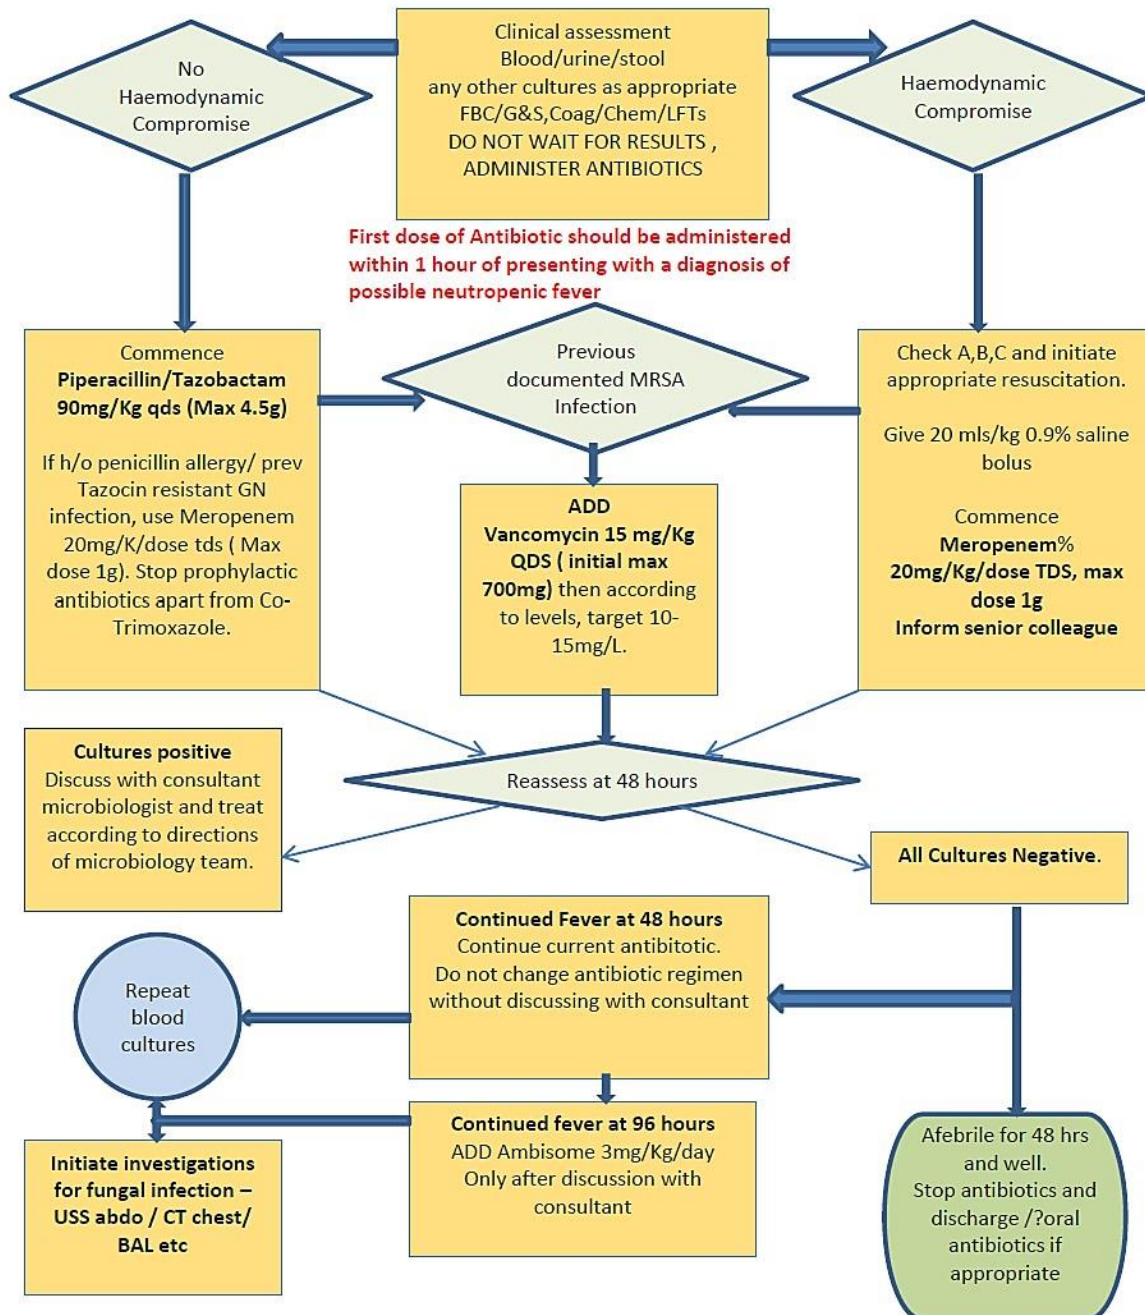 Clinical assessment
Blood/urine/stool
any other cultures as appropriate
FBC/G&S,Coag/Chem/LFTs
DO NOT WAIT FOR RESULTS ,
ADMINISTER ANTIBIOTICS
No
Haemodynamic
Compromise
Haemodynamic
Compromise
First dose of Antibiotic should be administered
within 1 hour of presenting with a diagnosis of
possible neutropenic fever
Commence
Piperacillin/Tazobactam
90mg/Kg qds (Max 4.5g)
If h/o penicillin allergy/ prev
Tazocin resistant GN
infection, use Meropenem
20mg/K/dose tds ( Max
dose 1g). Stop prophylactic
antibiotics apart from Co-
Trimoxazole.
Previous
documented MRSA
Infection
Check A,B,C and initiate
appropriate resuscitation.
Give 20 mls/kg 0.9% saline
bolus
Commence
Meropenem%
20mg/Kg/dose TDS, max
dose 1g
Inform senior colleague
ADD
Vancomycin 15 mg/Kg
QDS ( initial max
700mg) then according
to levels, target 10-
15mg/L.
Reassess at 48 hours
Cultures positive
Discuss with consultant
microbiologist and treat
according to directions
of microbiology team.
All Cultures Negative.
Continued Fever at 48 hours
Continue current antibitotic.
Do not change antibiotic regimen
without discussing with consultant
Repeat
blood
cultures
Continued fever at 96 hours
ADD Ambisome 3mg/Kg/day
Only after discussion with
consultant
Initiate investigations
for fungal infection –
USS abdo / CT chest/
BAL etc
Afebrile for 48 hrs
and well.
Stop antibiotics and
discharge /?oral
antibiotics if
appropriate